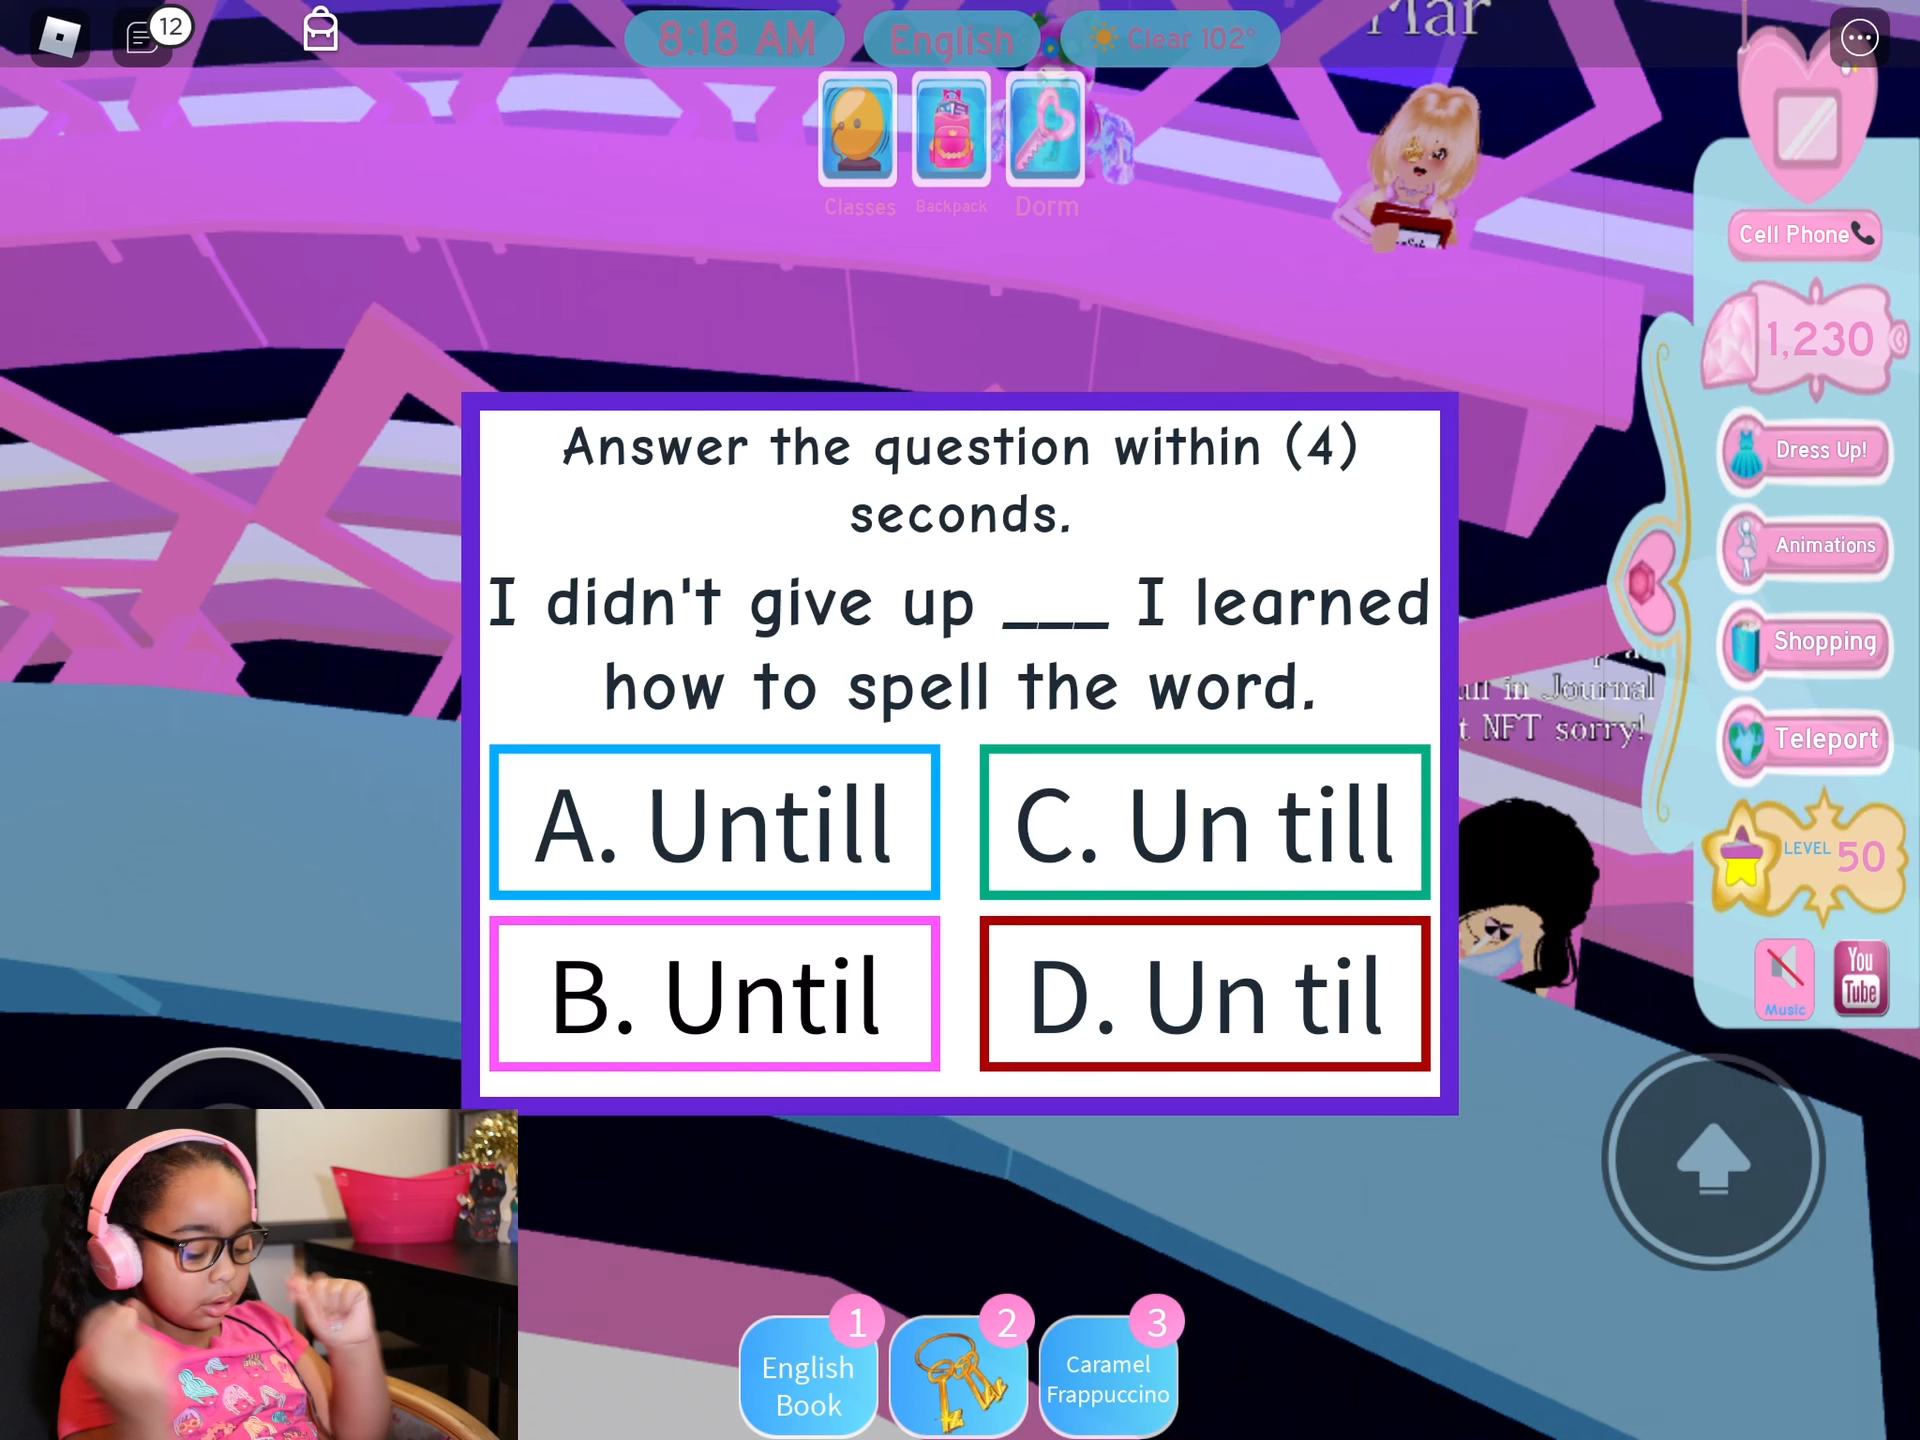 12
8:18 AM
English
Clear 102°
Mar
Classes
Backpack
Dorm
Cell Phone
1,230
Dress Up!
Animations
Shopping
Teleport
LEVEL 50
Music
You
Tube
Answer the question within (4)
seconds.
I didn't give up ___ I learned
how to spell the word.
A. Untill
C. Un till
B. Until
D. Un til
in Journal
NFT sorry!
1
2
3
English
Book
Caramel
Frappuccino